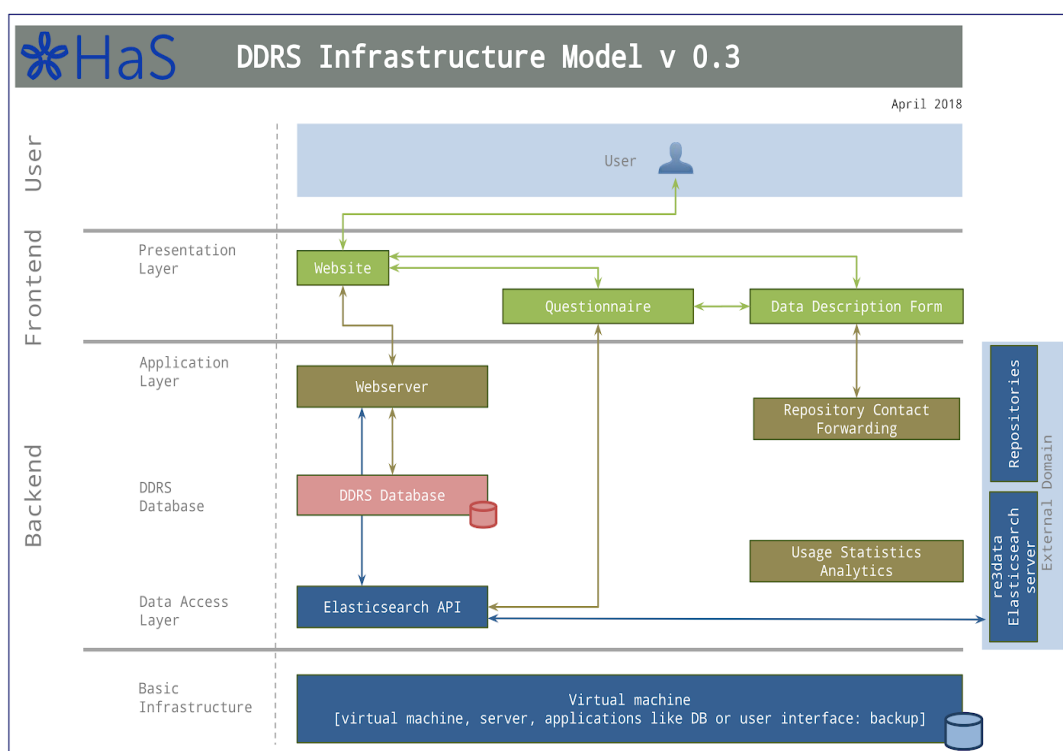 HaS
DDRS Infrastructure Model v 0.3
April 2018
User
User
Frontend
Presentation
Layer
Website
Questionnaire
Data Description Form
Backend
Application
Layer
Webserver
Repository Contact
Forwarding
Repositories
External Domain
DDRS
Database
DDRS Database
Usage Statistics
Analytics
re3data
Elasticsearch
server
Data Access
Layer
Elasticsearch API
Basic
Infrastructure
Virtual machine
[virtual machine, server, applications like DB or user interface: backup]